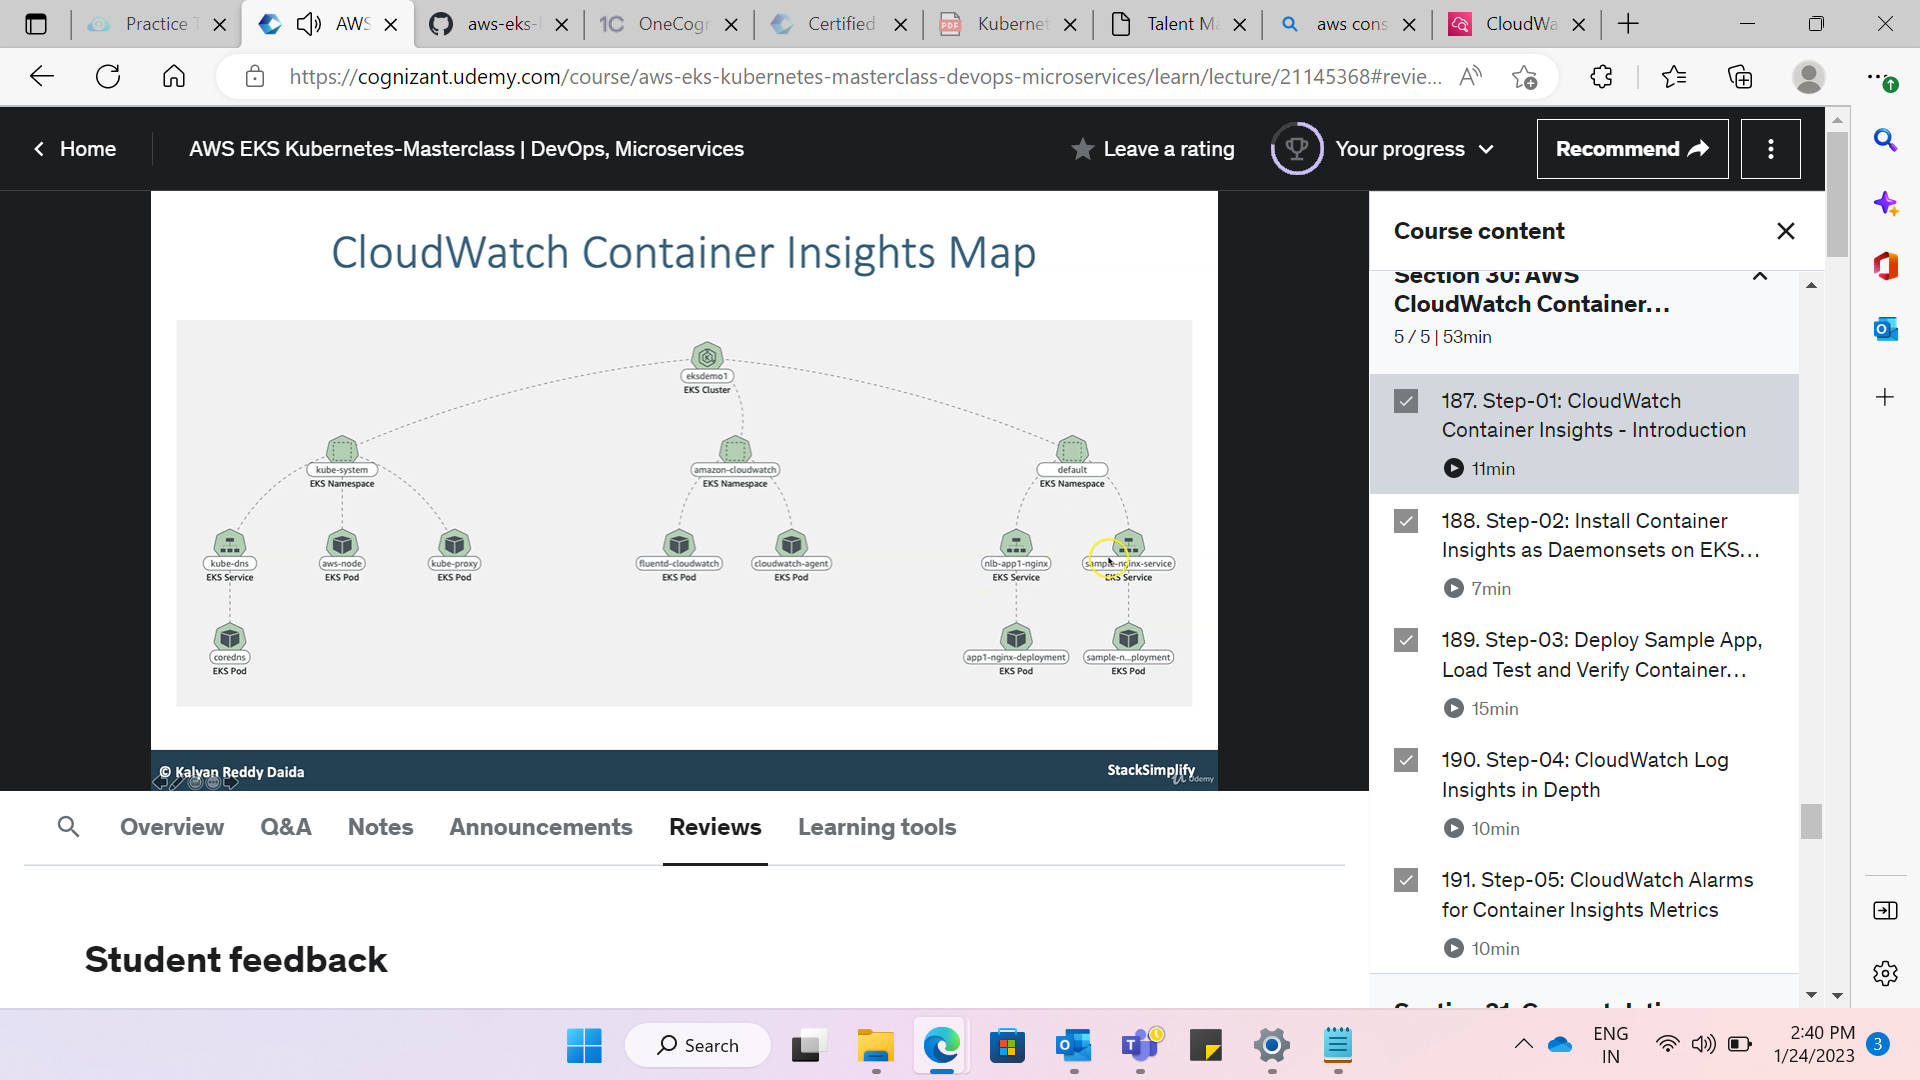 Practice T
AWS
aws-eks-
OneCogn
Certified
Kubernet
Talent Ma
aws cons
CloudWa
https://cognizant.udemy.com/course/aws-eks-kubernetes-masterclass-devops-microservices/learn/lecture/21145368#revie...
Home
AWS EKS Kubernetes-Masterclass | DevOps, Microservices
Leave a rating
Your progress
Recommend
CloudWatch Container Insights Map
eksdemo1
EKS Cluster
kube-system
EKS Namespace
amazon-cloudwatch
EKS Namespace
default
EKS Namespace
kube-dns
EKS Service
aws-node
EKS Pod
kube-proxy
EKS Pod
fluentd-cloudwatch
EKS Pod
cloudwatch-agent
EKS Pod
nlb-app1-nginx
EKS Service
sample-nginx-service
EKS Service
coredns
EKS Pod
app1-nginx-deployment
EKS Pod
sample-n...ployment
EKS Pod
© Kalyan Reddy Daida
StackSimplify
Udemy
Course content
Section 30: AWS
CloudWatch Container...
5 / 5 | 53min
187. Step-01: CloudWatch
Container Insights - Introduction
11min
188. Step-02: Install Container
Insights as Daemonsets on EKS...
7min
189. Step-03: Deploy Sample App,
Load Test and Verify Container...
15min
190. Step-04: CloudWatch Log
Insights in Depth
10min
191. Step-05: CloudWatch Alarms
for Container Insights Metrics
10min
Overview
Q&A
Notes
Announcements
Reviews
Learning tools
Student feedback
Search
ENG
IN
2:40 PM
1/24/2023
3